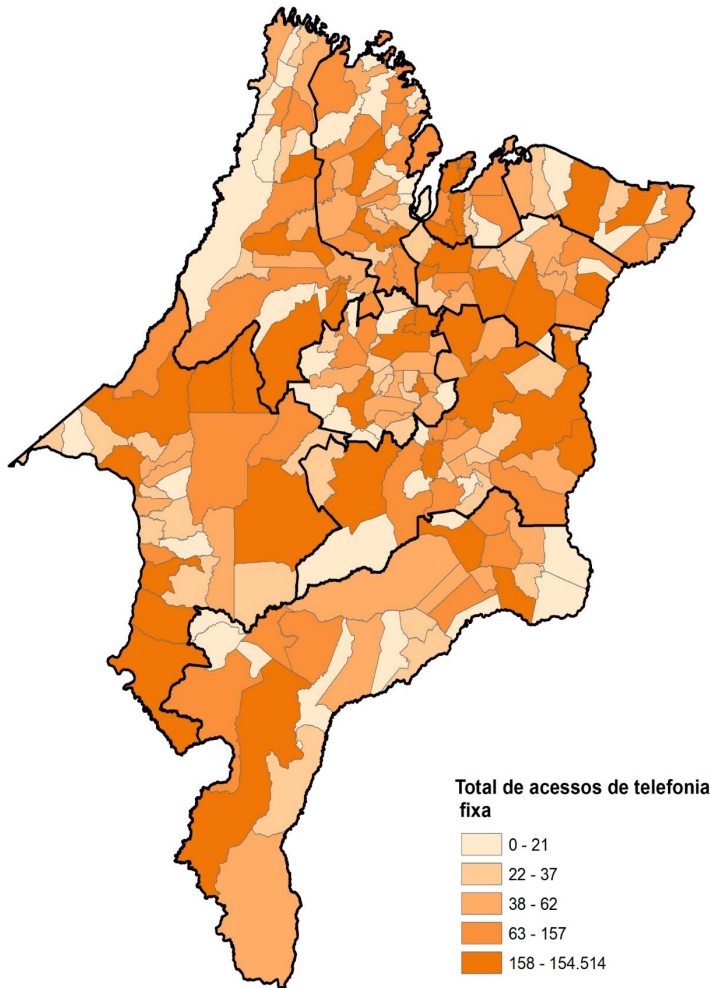 Total de acessos de telefonia
fixa
0 - 21
22 - 37
38 - 62
63 - 157
158 - 154.514